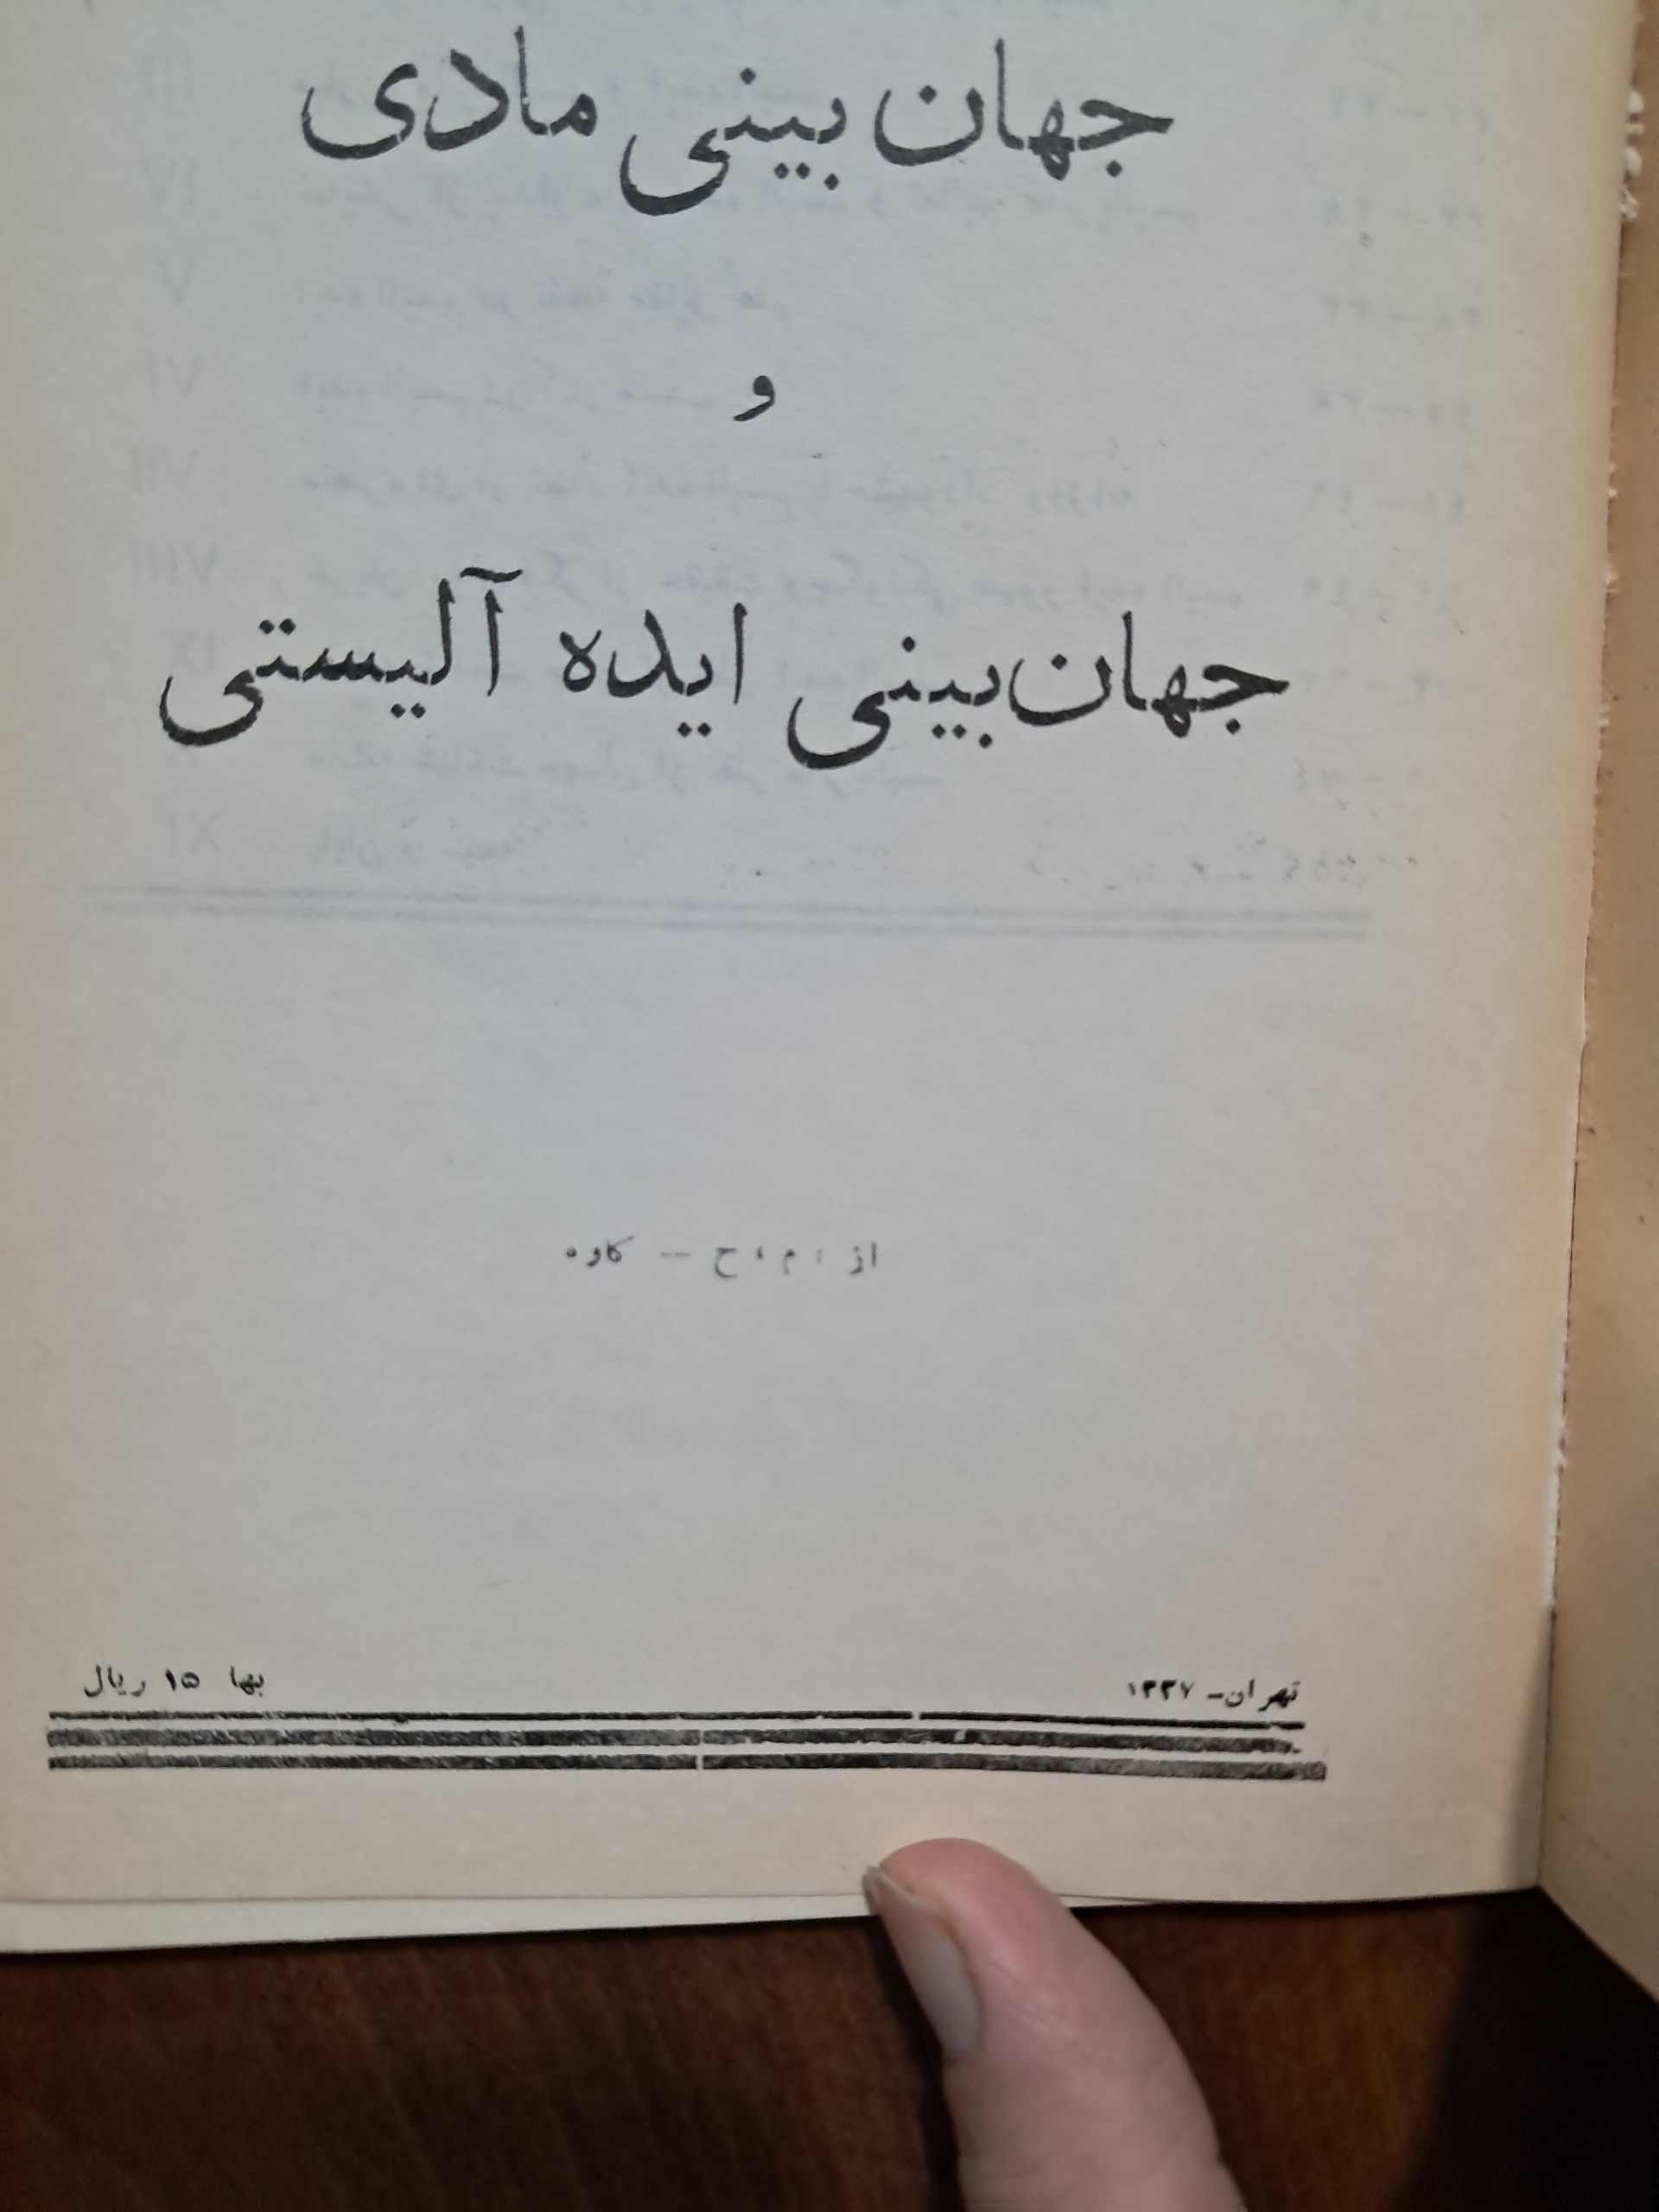 جهان بینی مادی
و
جهان بینی ایده آلیستی
از : م ، ح – کاوه
تهران – ۱۳۳۷ بها ۱۵ ریال